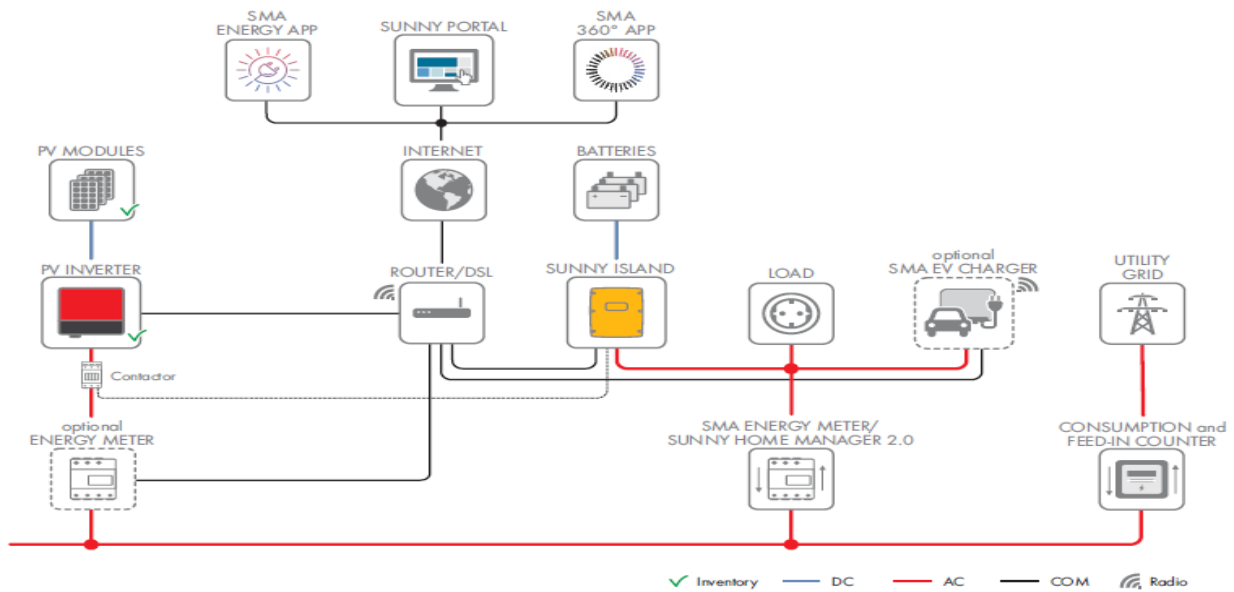 SMA
ENERGY APP
SUNNY PORTAL
SMA
360° APP
PV MODULES
INTERNET
BATTERIES
PV INVERTER
ROUTER/DSL
SUNNY ISLAND
LOAD
optional
SMA EV CHARGER
UTILITY
GRID
Contactor
optional
ENERGY METER
SMA ENERGY METER/
SUNNY HOME MANAGER 2.0
CONSUMPTION and
FEED-IN COUNTER
Inventory
DC
AC
COM
Radio